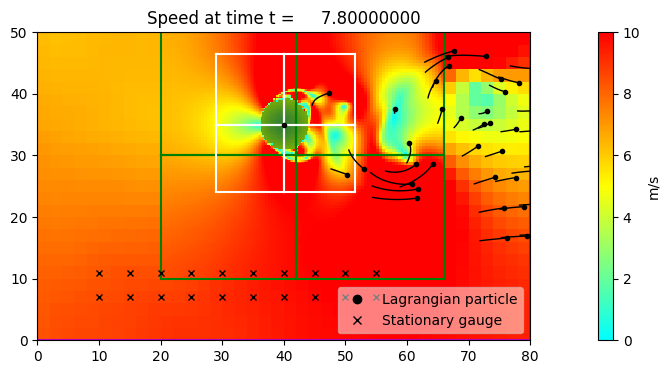 Speed at time t =     7.80000000
50
40
30
20
10
0
0 10 20 30 40 50 60 70 80
Lagrangian particle
Stationary gauge
10
8
6
4
2
0
m/s